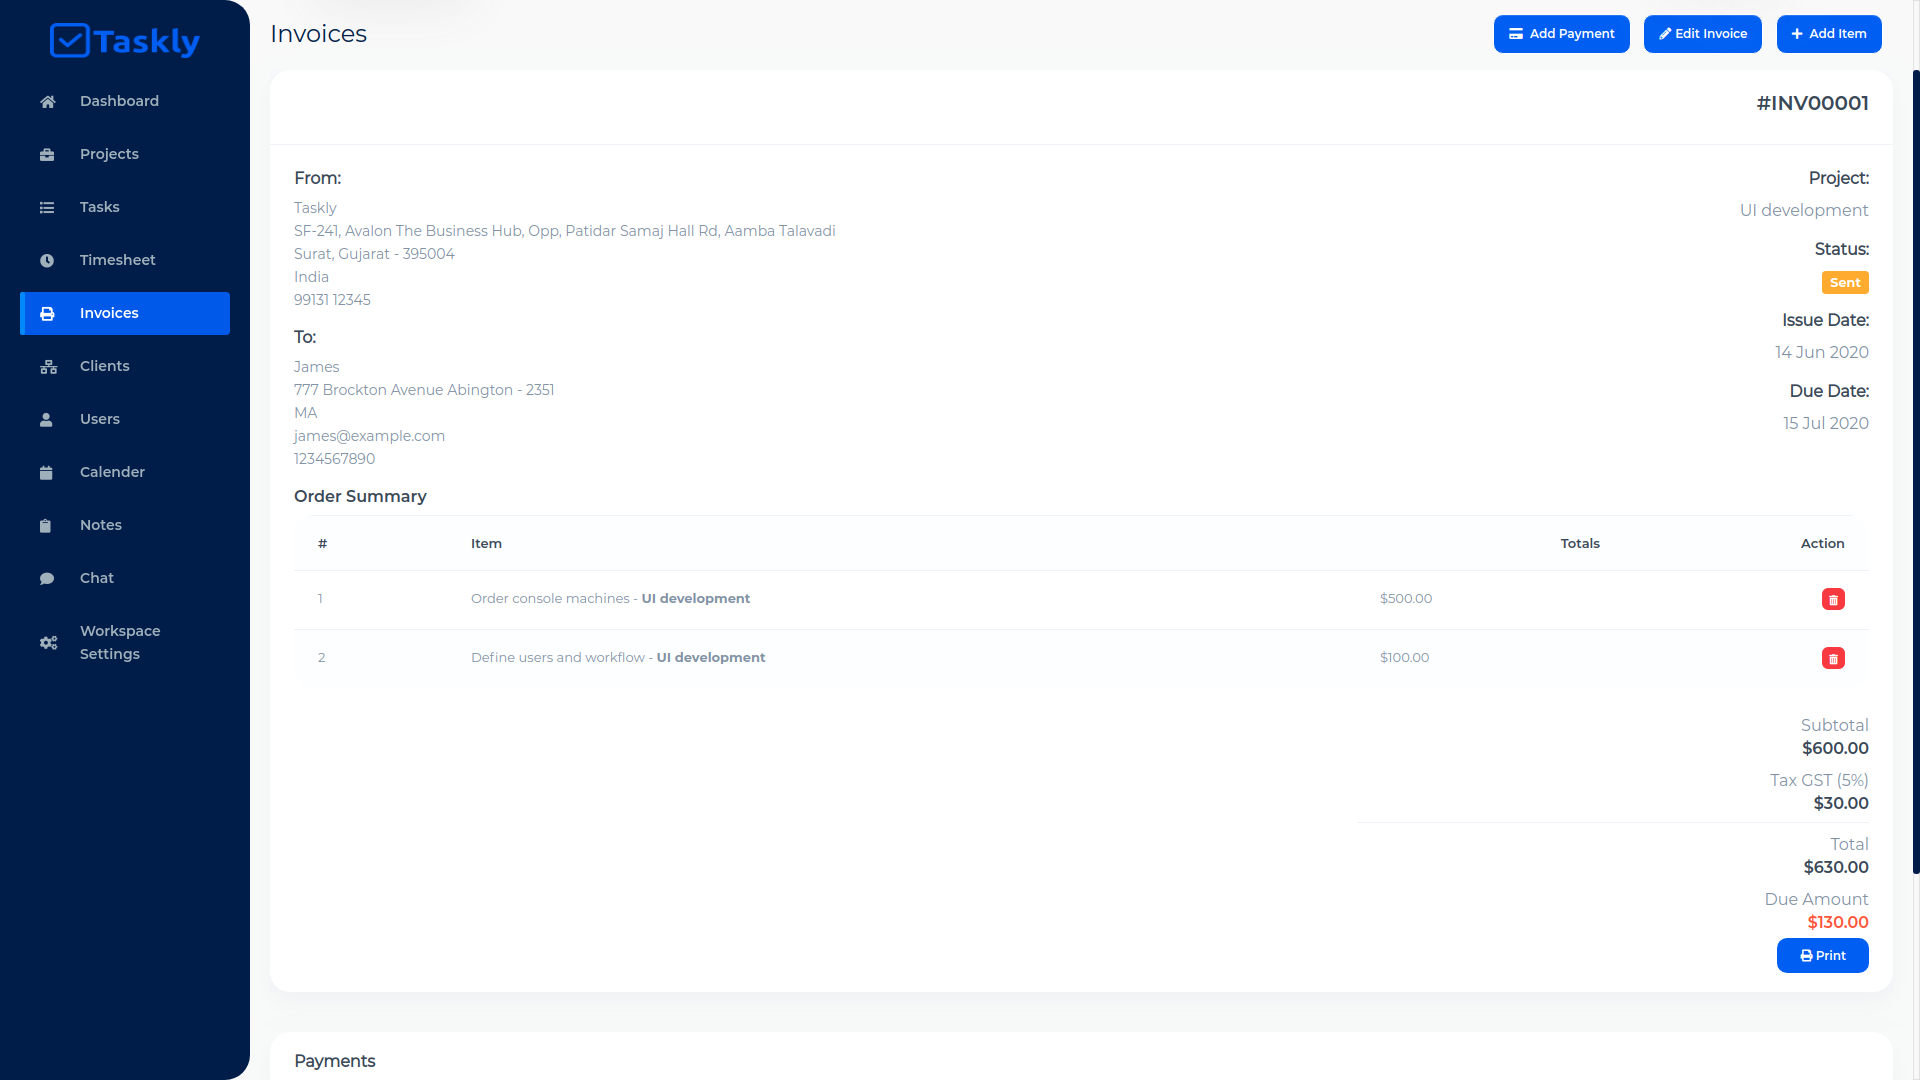 Taskly
Dashboard
Projects
Tasks
Timesheet
Invoices
Clients
Users
Calender
Notes
Chat
Workspace
Settings
Invoices
Add Payment
Edit Invoice
Add Item
#INV00001
From:
Taskly
SF-241, Avalon The Business Hub, Opp, Patidar Samaj Hall Rd, Aamba Talavadi
Surat, Gujarat - 395004
India
99131 12345
To:
James
777 Brockton Avenue Abington - 2351
MA
james@example.com
1234567890
Project:
UI development
Status:
Sent
Issue Date:
14 Jun 2020
Due Date:
15 Jul 2020
Order Summary
# Item Totals Action
1 Order console machines - UI development $500.00
2 Define users and workflow - UI development $100.00
Subtotal
$600.00
Tax GST (5%)
$30.00
Total
$630.00
Due Amount
$130.00
Print
Payments